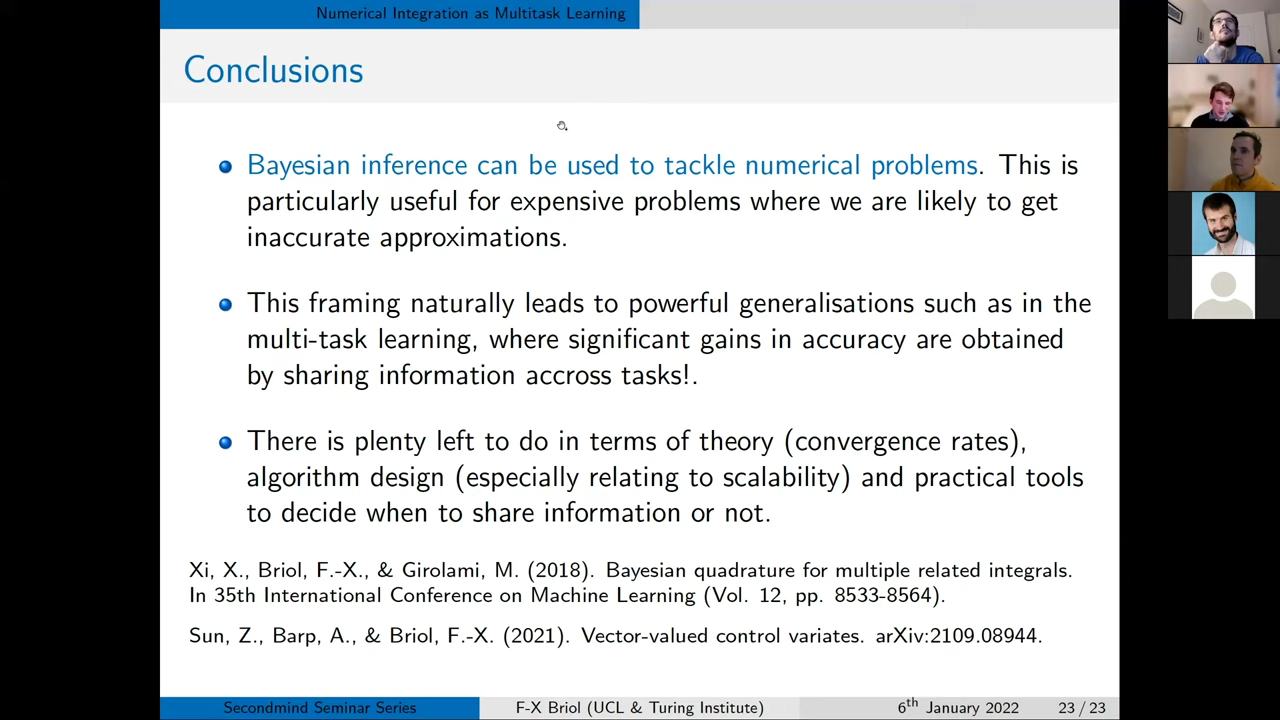 Numerical Integration as Multitask Learning
Conclusions
Bayesian inference can be used to tackle numerical problems. This is
particularly useful for expensive problems where we are likely to get
inaccurate approximations.
This framing naturally leads to powerful generalisations such as in the
multi-task learning, where significant gains in accuracy are obtained
by sharing information accross tasks!.
There is plenty left to do in terms of theory (convergence rates),
algorithm design (especially relating to scalability) and practical tools
to decide when to share information or not.
Xi, X., Briol, F.-X., & Girolami, M. (2018). Bayesian quadrature for multiple related integrals.
In 35th International Conference on Machine Learning (Vol. 12, pp. 8533-8564).
Sun, Z., Barp, A., & Briol, F.-X. (2021). Vector-valued control variates. arXiv:2109.08944.
Secondmind Seminar Series F-X Briol (UCL & Turing Institute) 6th January 2022 23 / 23